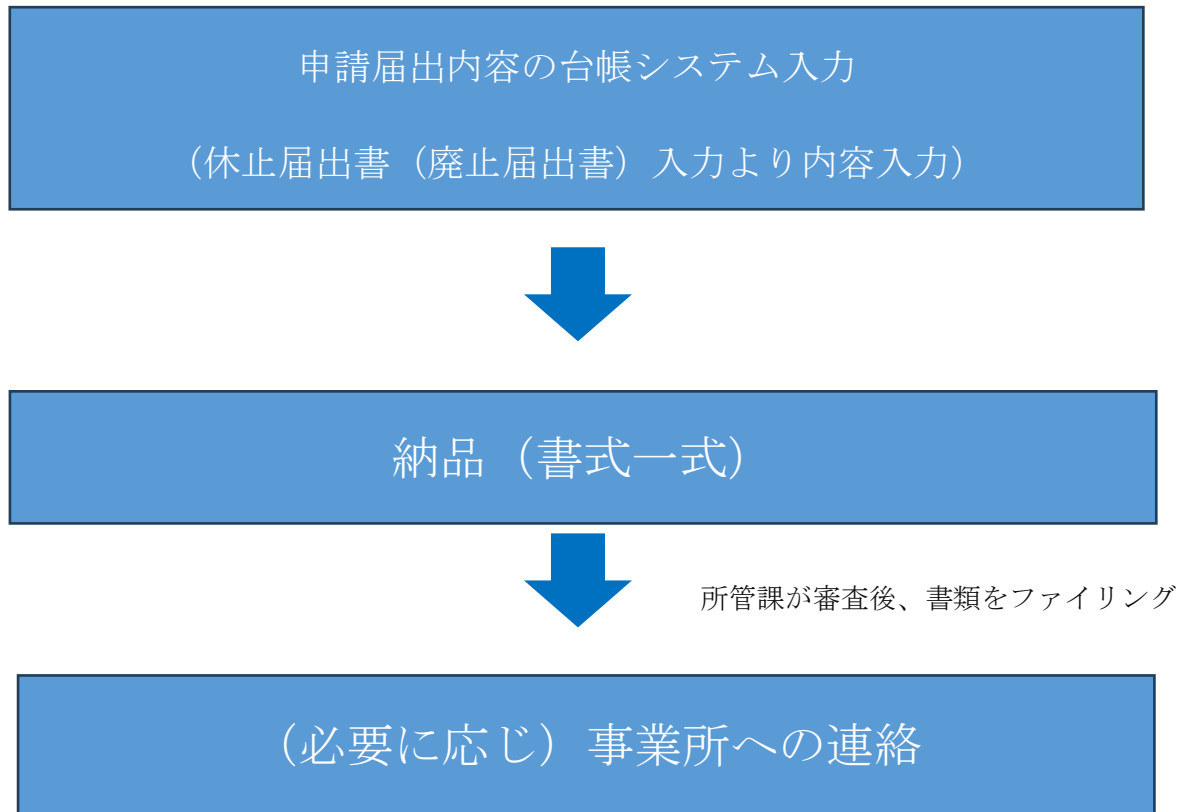 申請届出内容の台帳システム入力
（休止届出書（廃止届出書）入力より内容入力）
納品（書式一式）
所管課が審査後、書類をファイリング
（必要に応じ）事業所への連絡